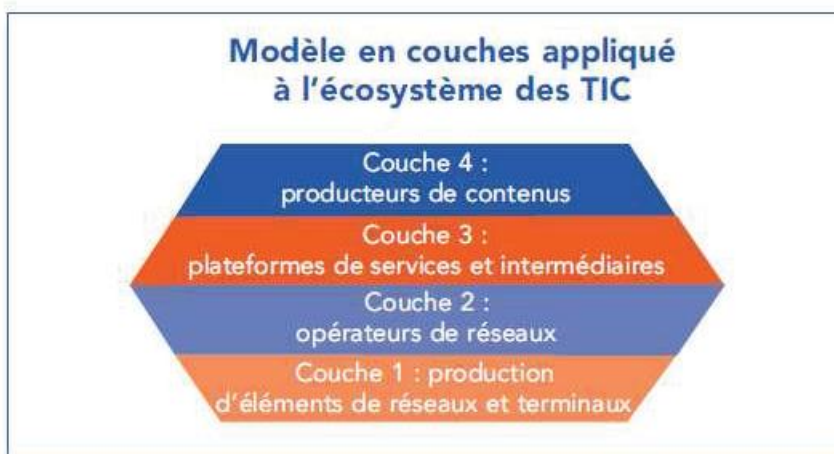 Modèle en couches appliqué
à l'écosystème des TIC
Couche 4 :
producteurs de contenus
Couche 3 :
plateformes de services et intermédiaires
Couche 2 :
opérateurs de réseaux
Couche 1 : production
d'éléments de réseaux et terminaux